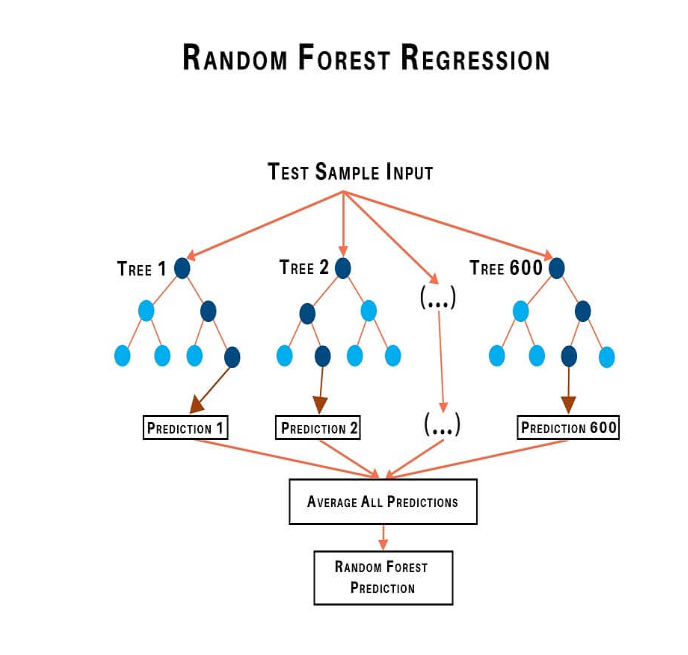 Random Forest Regression
Test Sample Input
Tree 1
Tree 2
Tree 600
(...)
Prediction 1
Prediction 2
(...)
Prediction 600
Average All Predictions
Random Forest
Prediction